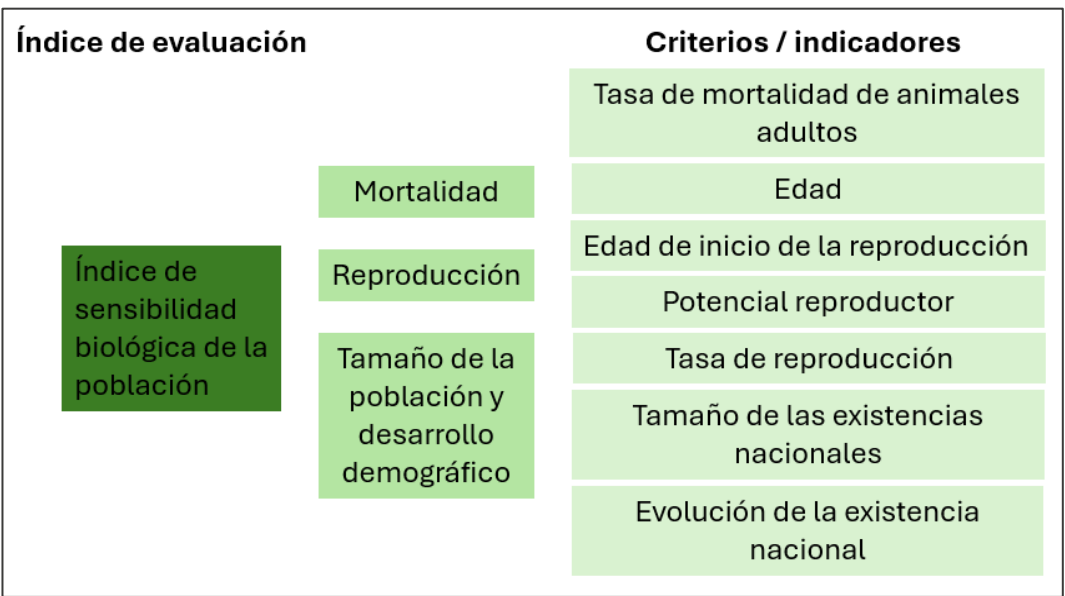 Índice de evaluación
Criterios / indicadores
Índice de
sensibilidad
biológica de la
población
Mortalidad
Reproducción
Tamaño de la
población y
desarrollo
demográfico
Tasa de mortalidad de animales
adultos
Edad
Edad de inicio de la reproducción
Potencial reproductor
Tasa de reproducción
Tamaño de las existencias
nacionales
Evolución de la existencia
nacional